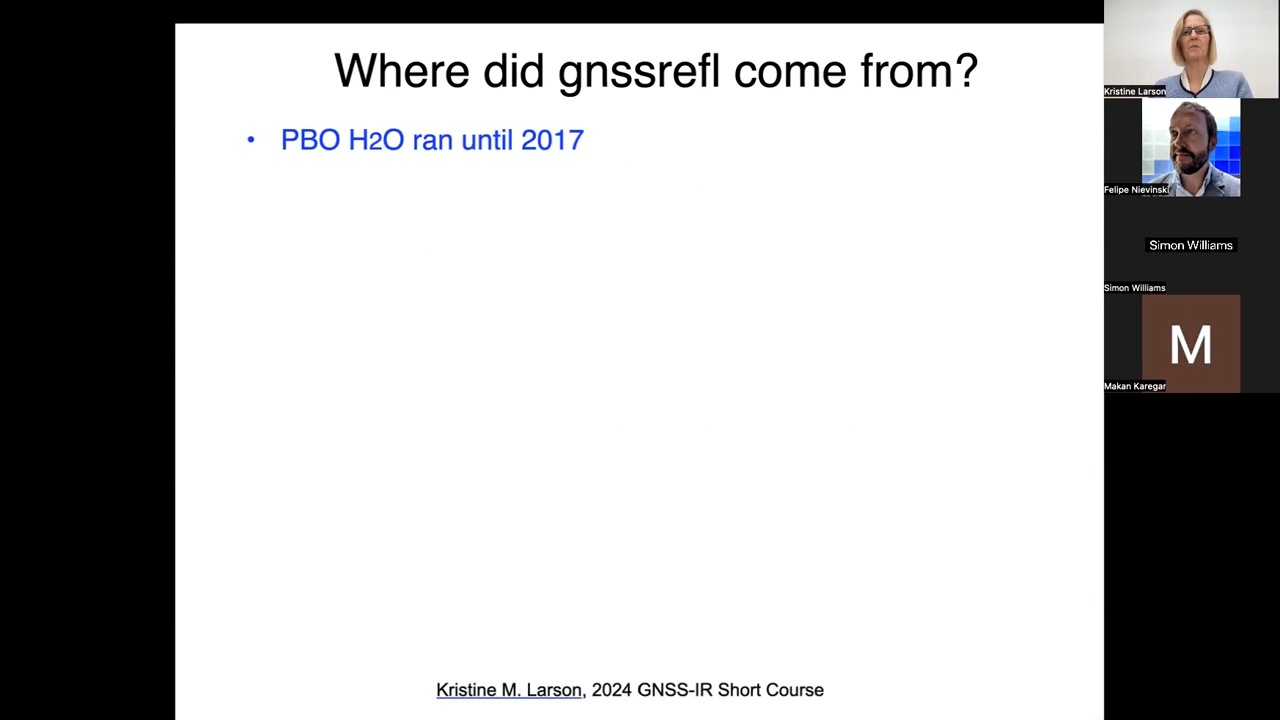 Where did gnssrefl come from?
• PBO H2O ran until 2017
Kristine M. Larson, 2024 GNSS-IR Short Course
Kristine Larson
Felipe Nievinski
Simon Williams
Simon Williams
M
Makan Karegar